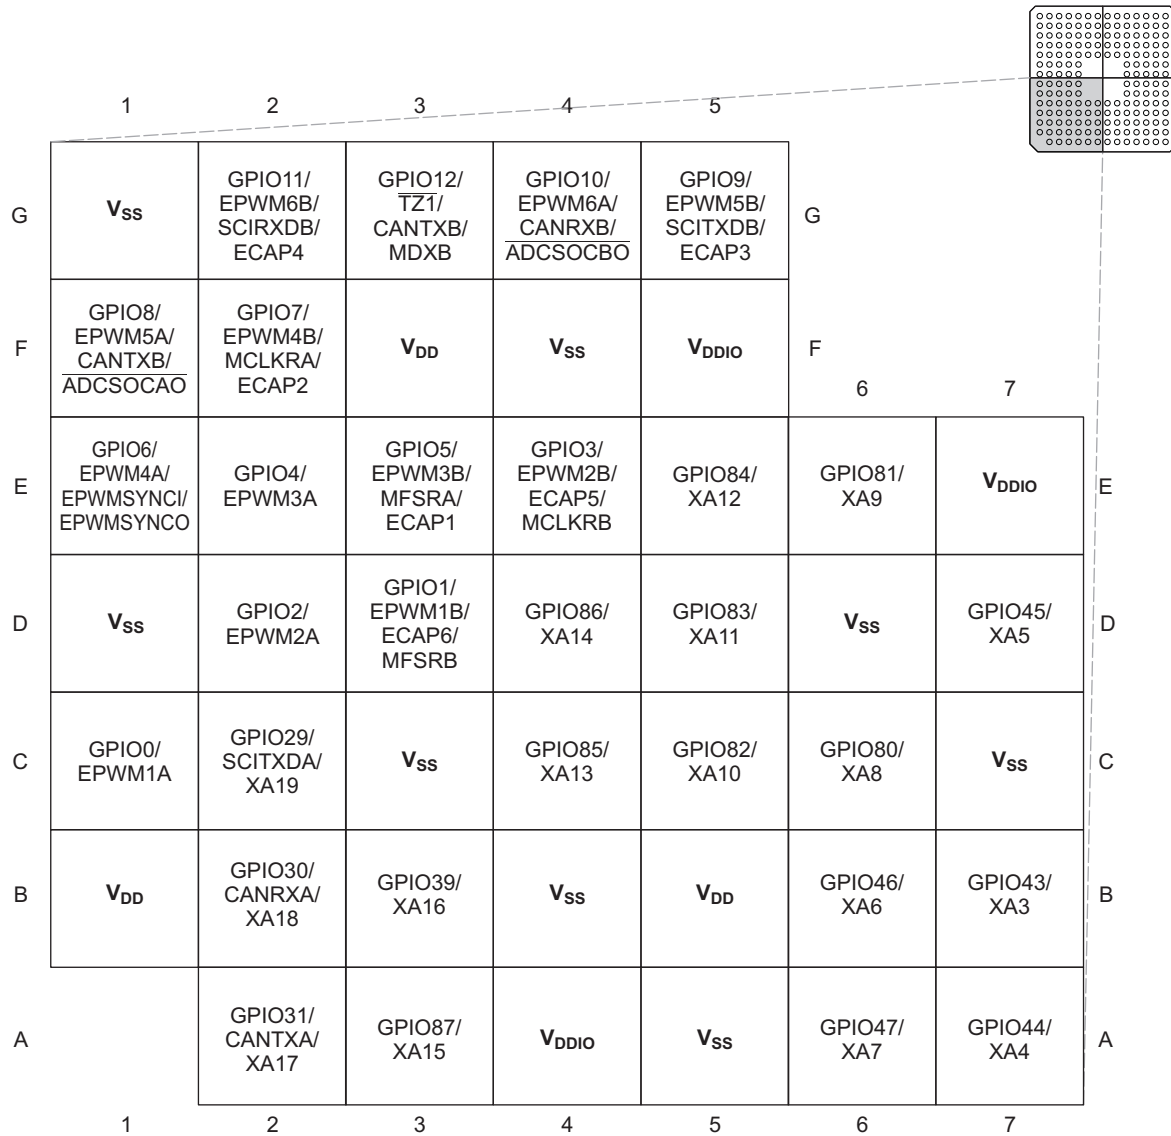 1 2 3 4 5
G
VSS
GPIO11/
EPWM6B/
SCIRXDB/
ECAP4
GPIO12/
TZ1/
CANTXB/
MDXB
GPIO10/
EPWM6A/
CANRXB/
ADCSOCBO
GPIO9/
EPWM5B/
SCITXDB/
ECAP3
G
F
GPIO8/
EPWM5A/
CANTXB/
ADCSOCAO
GPIO7/
EPWM4B/
MCLKRA/
ECAP2
VDD
VSS
VDDIO
F
6 7
E
GPIO6/
EPWM4A/
EPWMSYNCI/
EPWMSYNCO
GPIO4/
EPWM3A
GPIO5/
EPWM3B/
MFSRA/
ECAP1
GPIO3/
EPWM2B/
ECAP5/
MCLKRB
GPIO84/
XA12
GPIO81/
XA9
VDDIO
E
D
VSS
GPIO2/
EPWM2A
GPIO1/
EPWM1B/
ECAP6/
MFSRB
GPIO86/
XA14
GPIO83/
XA11
VSS
GPIO45/
XA5
D
C
GPIO0/
EPWM1A
GPIO29/
SCITXDA/
XA19
VSS
GPIO85/
XA13
GPIO82/
XA10
GPIO80/
XA8
VSS
C
B
VDD
GPIO30/
CANRXA/
XA18
GPIO39/
XA16
VSS
VDD
GPIO46/
XA6
GPIO43/
XA3
B
A
GPIO31/
CANTXA/
XA17
GPIO87/
XA15
VDDIO
VSS
GPIO47/
XA7
GPIO44/
XA4
A
1 2 3 4 5 6 7